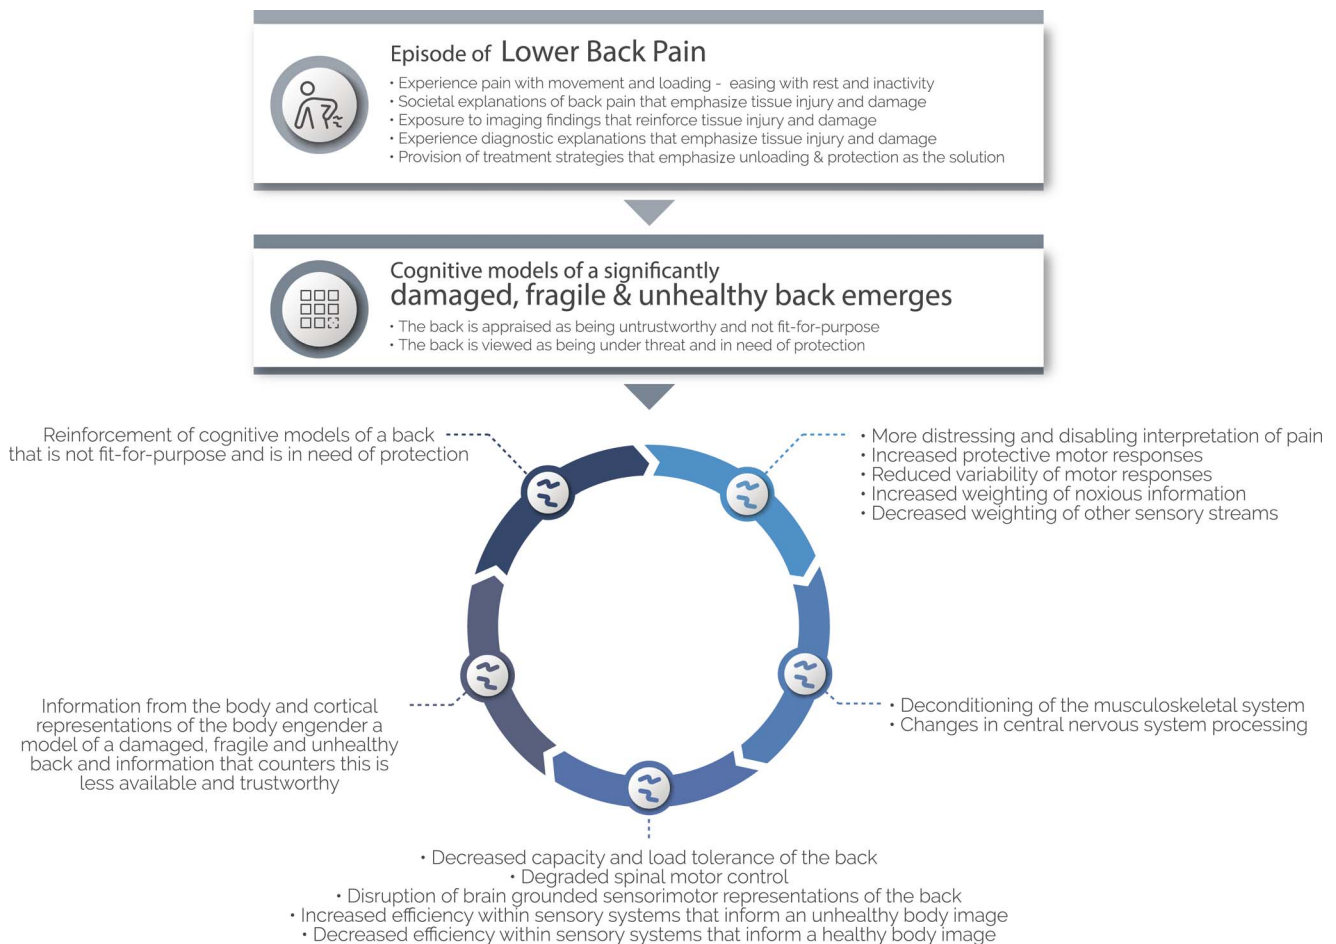 Episode of Lower Back Pain
• Experience pain with movement and loading - easing with rest and inactivity
• Societal explanations of back pain that emphasize tissue injury and damage
• Exposure to imaging findings that reinforce tissue injury and damage
• Experience diagnostic explanations that emphasize tissue injury and damage
• Provision of treatment strategies that emphasize unloading & protection as the solution
Cognitive models of a significantly
damaged, fragile & unhealthy back emerges
• The back is appraised as being untrustworthy and not fit-for-purpose
• The back is viewed as being under threat and in need of protection
Reinforcement of cognitive models of a back
that is not fit-for-purpose and is in need of protection
• More distressing and disabling interpretation of pain
• Increased protective motor responses
• Reduced variability of motor responses
• Increased weighting of noxious information
• Decreased weighting of other sensory streams
• Deconditioning of the musculoskeletal system
• Changes in central nervous system processing
Information from the body and cortical
representations of the body engender a
model of a damaged, fragile and unhealthy
back and information that counters this is
less available and trustworthy
• Decreased capacity and load tolerance of the back
• Degraded spinal motor control
• Disruption of brain grounded sensorimotor representations of the back
• Increased efficiency within sensory systems that inform an unhealthy body image
• Decreased efficiency within sensory systems that inform a healthy body image